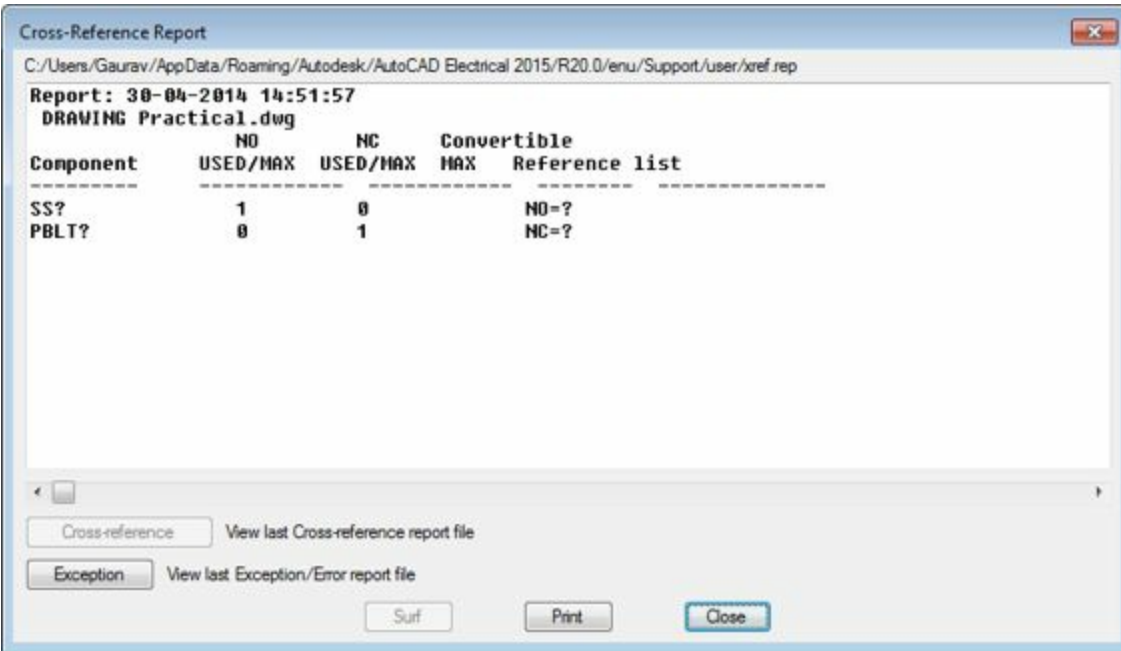 Cross-Reference Report
C:/Users/Gaurav/AppData/Roaming/Autodesk/AutoCAD Electrical 2015/R20.0/enu/Support/user/xref.rep
Report: 30-04-2014 14:51:57
DRAWING Practical.dwg
NO NC Convertible
Component USED/MAX USED/MAX MAX Reference list
--------- ------------ ------------ -------- --------------
SS? 1 0 NO=?
PBLT? 0 1 NC=?
Cross-reference View last Cross-reference report file
Exception View last Exception/Error report file
Surf Print Close